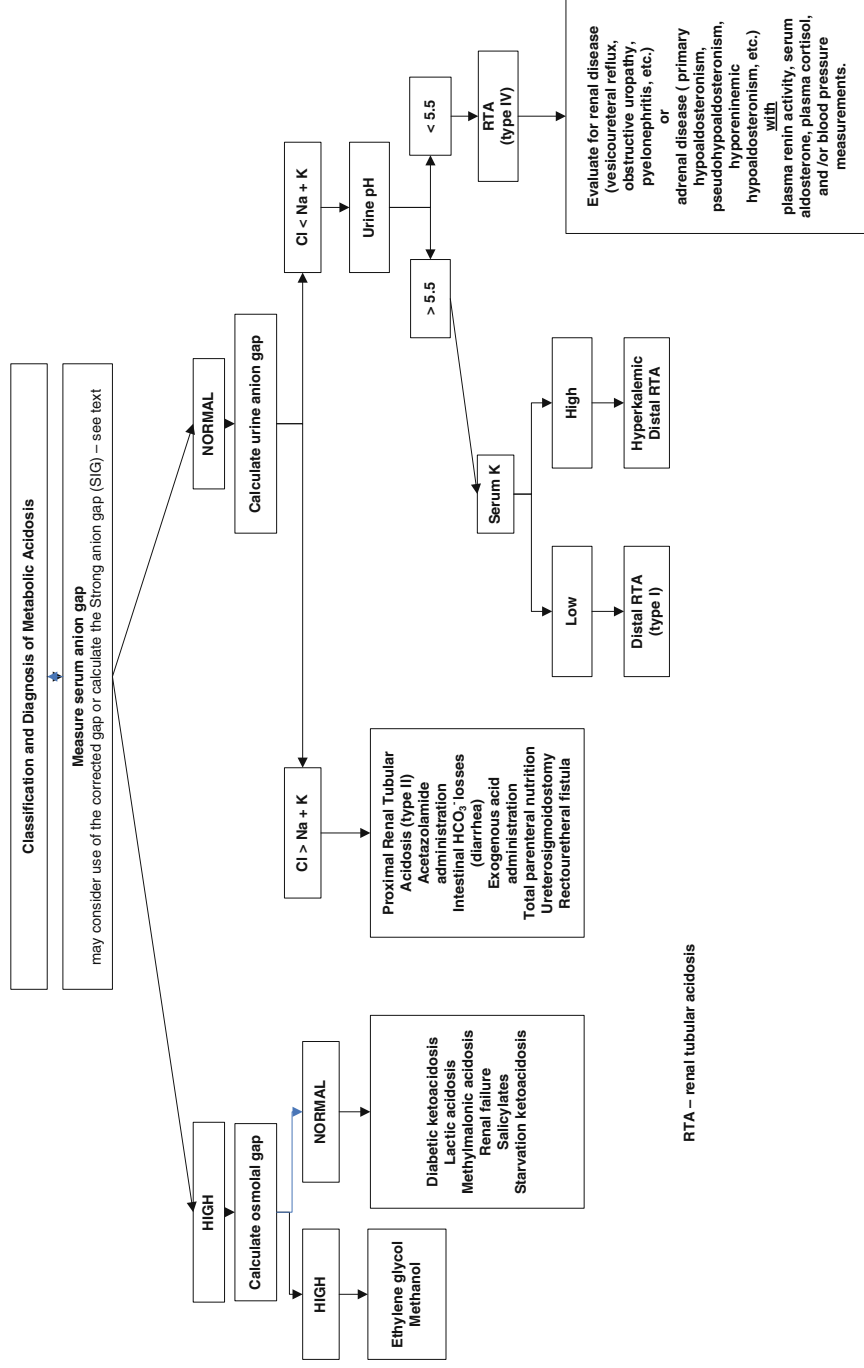 Classification and Diagnosis of Metabolic Acidosis
Measure serum anion gap
may consider use of the corrected gap or calculate the Strong anion gap (SIG) – see text
HIGH
Calculate osmolal gap
HIGH
Ethylene glycol
Methanol
NORMAL
Diabetic ketoacidosis
Lactic acidosis
Methylmalonic acidosis
Renal failure
Salicylates
Starvation ketoacidosis
NORMAL
Calculate urine anion gap
Cl > Na + K
Proximal Renal Tubular
Acidosis (type II)
Acetazolamide
administration
Intestinal HCO₃⁻ losses
(diarrhea)
Exogenous acid
administration
Total parenteral nutrition
Ureterosigmoidostomy
Rectourethral fistula
Cl < Na + K
Urine pH
> 5.5
Serum K
Low
Distal RTA
(type I)
High
Hyperkalemic
Distal RTA
< 5.5
RTA
(type IV)
Evaluate for renal disease
(vesicoureteral reflux,
obstructive uropathy,
pyelonephritis, etc.)
or
adrenal disease ( primary
hypoaldosteronism,
pseudohypoaldosteronism,
hyporeninemic
hypoaldosteronism, etc.)
with
plasma renin activity, serum
aldosterone, plasma cortisol,
and /or blood pressure
measurements.
RTA – renal tubular acidosis